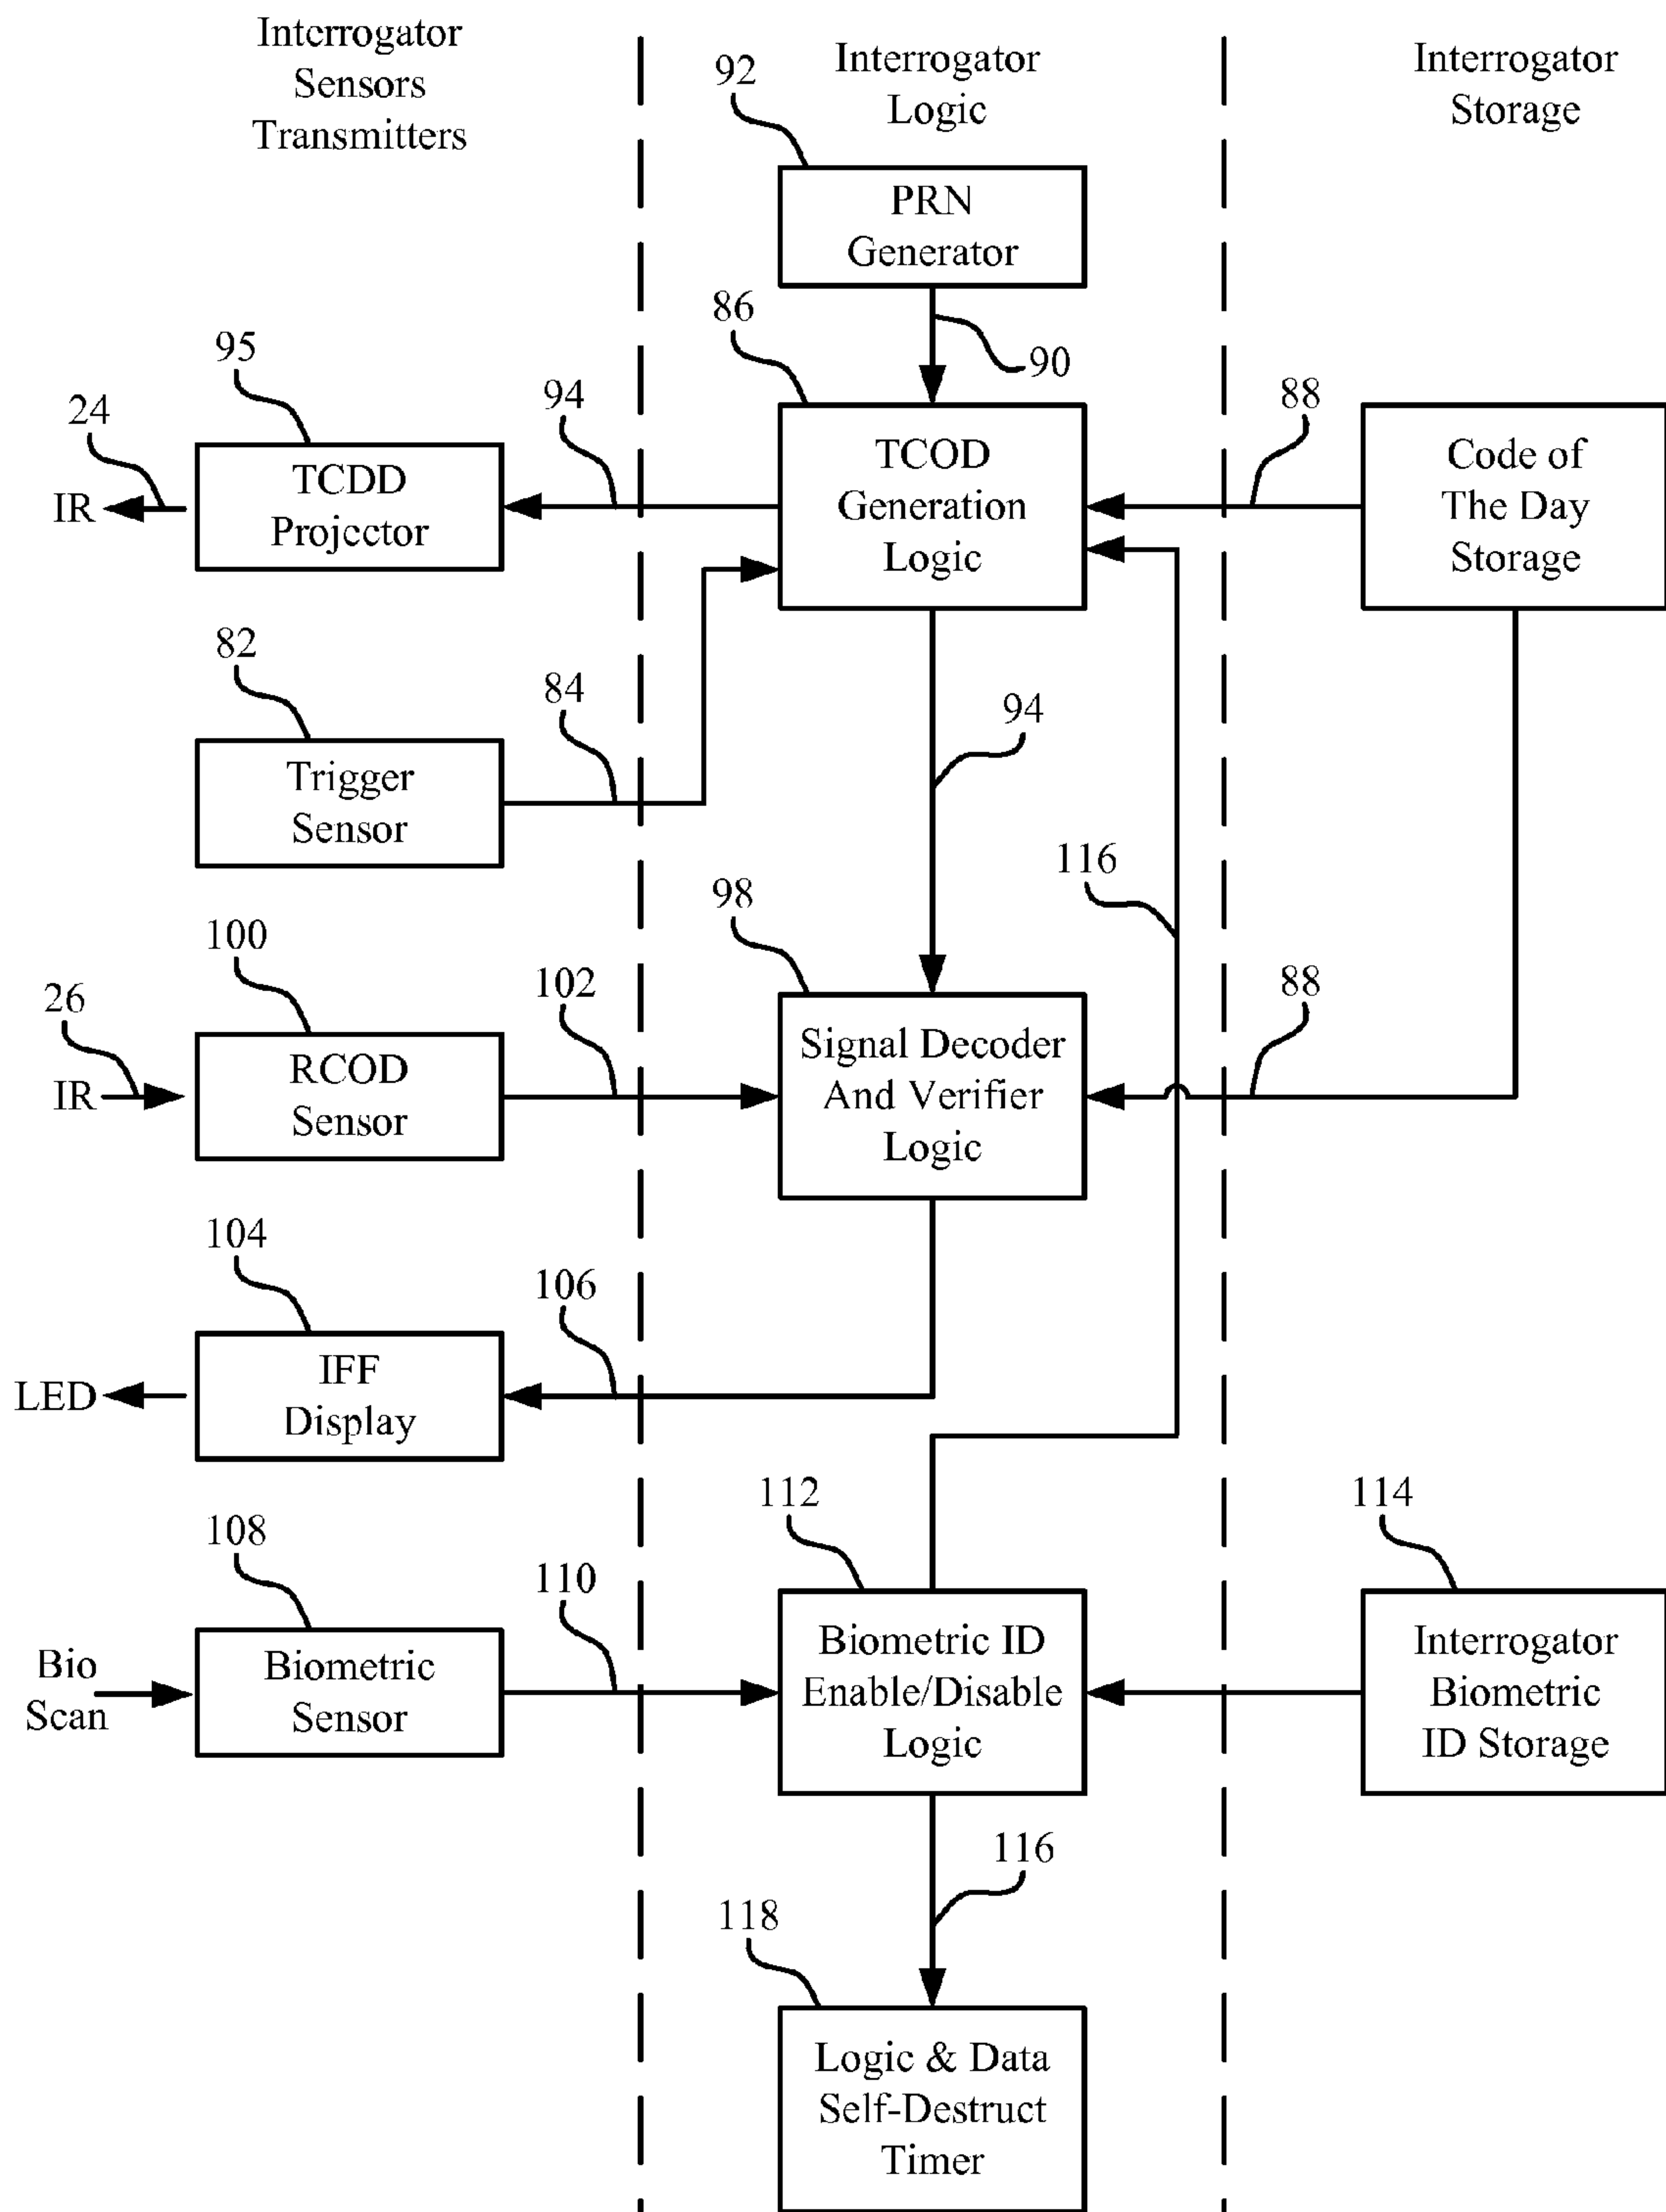 Interrogator
Sensors
Transmitters
Interrogator
Logic
Interrogator
Storage
92
PRN
Generator
90
86
95
94
88
24
IR
TCDD
Projector
TCOD
Generation
Logic
Code of
The Day
Storage
82
84
94
Trigger
Sensor
116
98
100
102
88
26
IR
RCOD
Sensor
Signal Decoder
And Verifier
Logic
104
106
LED
IFF
Display
112
114
108
110
Bio
Scan
Biometric
Sensor
Biometric ID
Enable/Disable
Logic
Interrogator
Biometric
ID Storage
116
118
Logic & Data
Self-Destruct
Timer